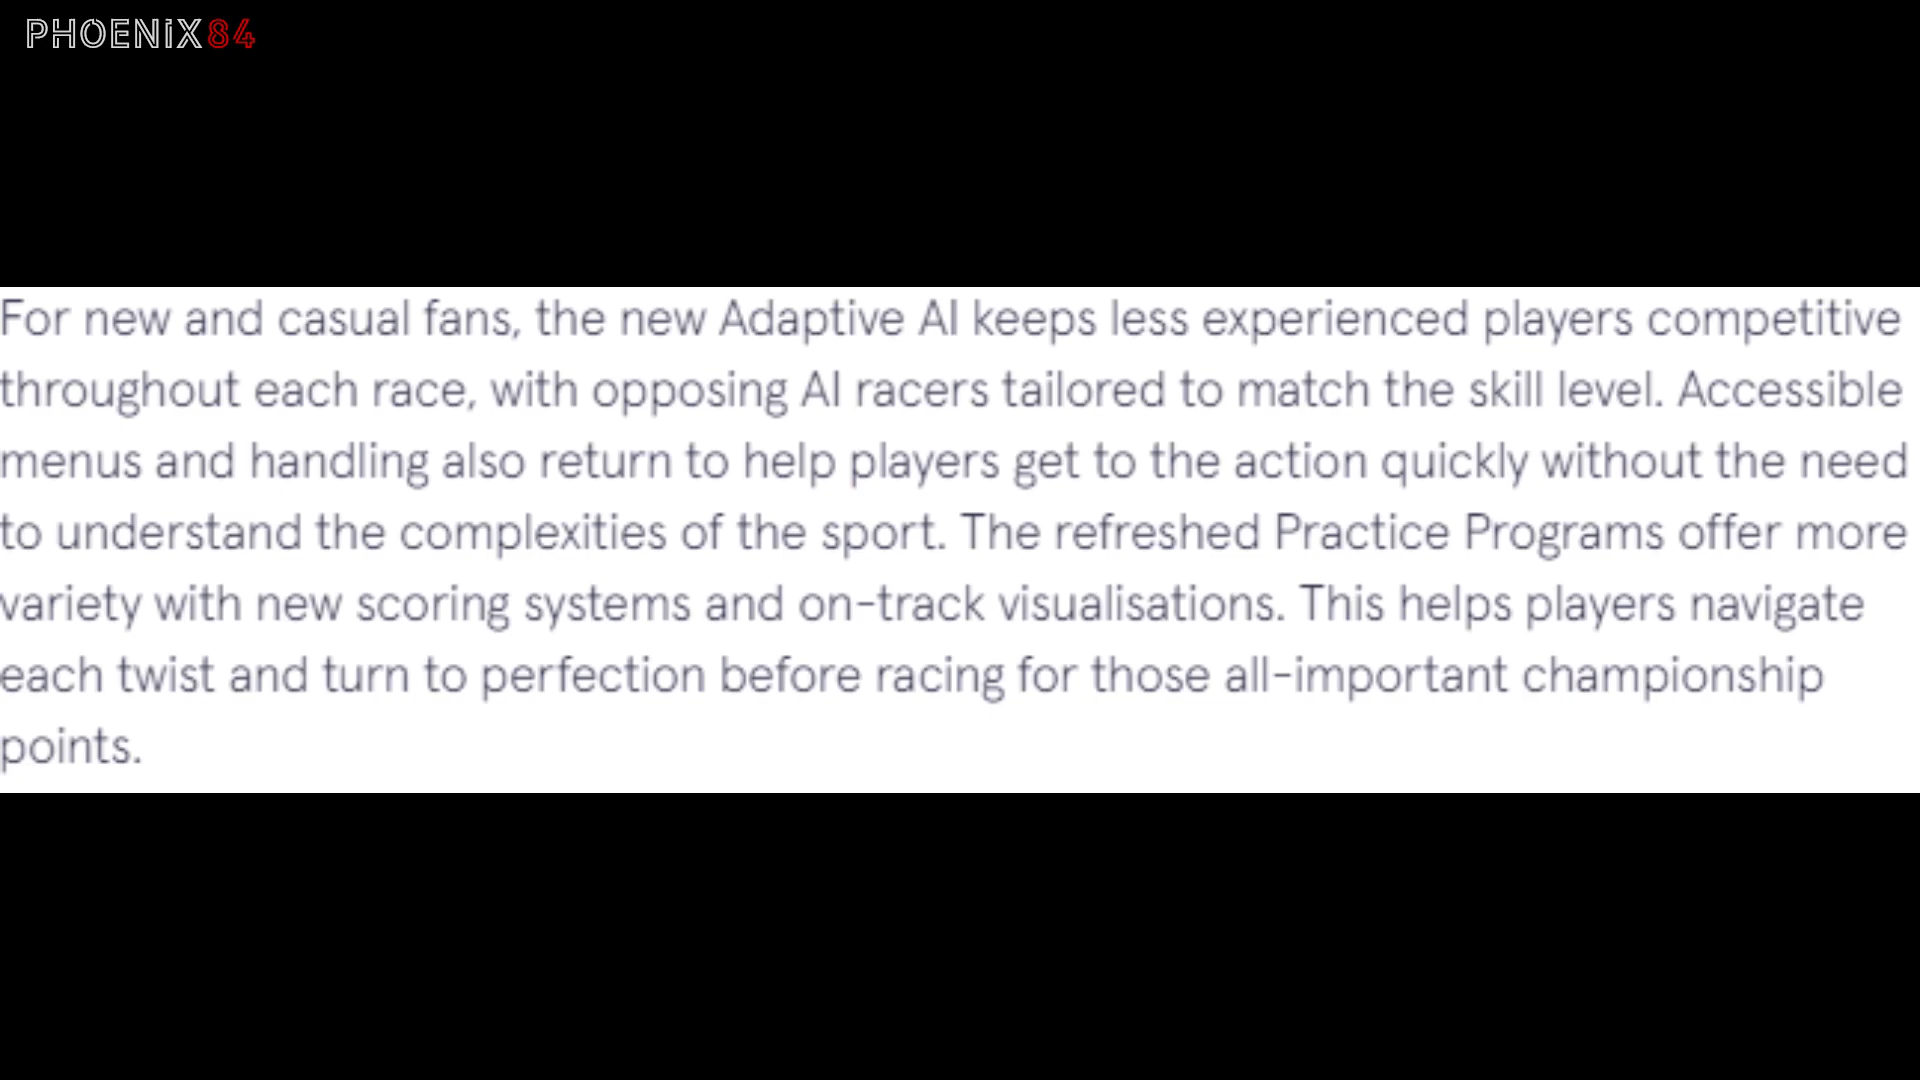 PHOENiX84
For new and casual fans, the new Adaptive AI keeps less experienced players competitive
throughout each race, with opposing AI racers tailored to match the skill level. Accessible
menus and handling also return to help players get to the action quickly without the need
to understand the complexities of the sport. The refreshed Practice Programs offer more
variety with new scoring systems and on-track visualisations. This helps players navigate
each twist and turn to perfection before racing for those all-important championship
points.